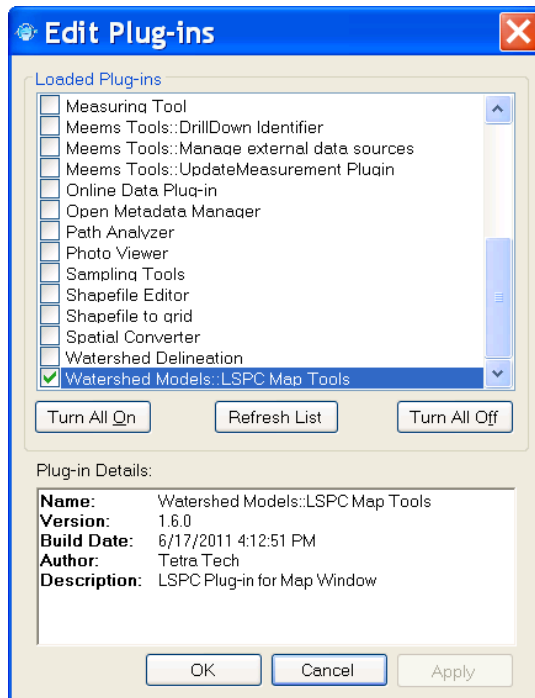 Edit Plug-ins
Loaded Plug-ins
Measuring Tool
Meems Tools::DrillDown Identifier
Meems Tools::Manage external data sources
Meems Tools::UpdateMeasurement Plugin
Online Data Plug-in
Open Metadata Manager
Path Analyzer
Photo Viewer
Sampling Tools
Shapefile Editor
Shapefile to grid
Spatial Converter
Watershed Delineation
Watershed Models::LSPC Map Tools
Turn All On Refresh List Turn All Off
Plug-in Details:
Name: Watershed Models::LSPC Map Tools
Version: 1.6.0
Build Date: 6/17/2011 4:12:51 PM
Author: Tetra Tech
Description: LSPC Plug-in for Map Window
OK Cancel Apply